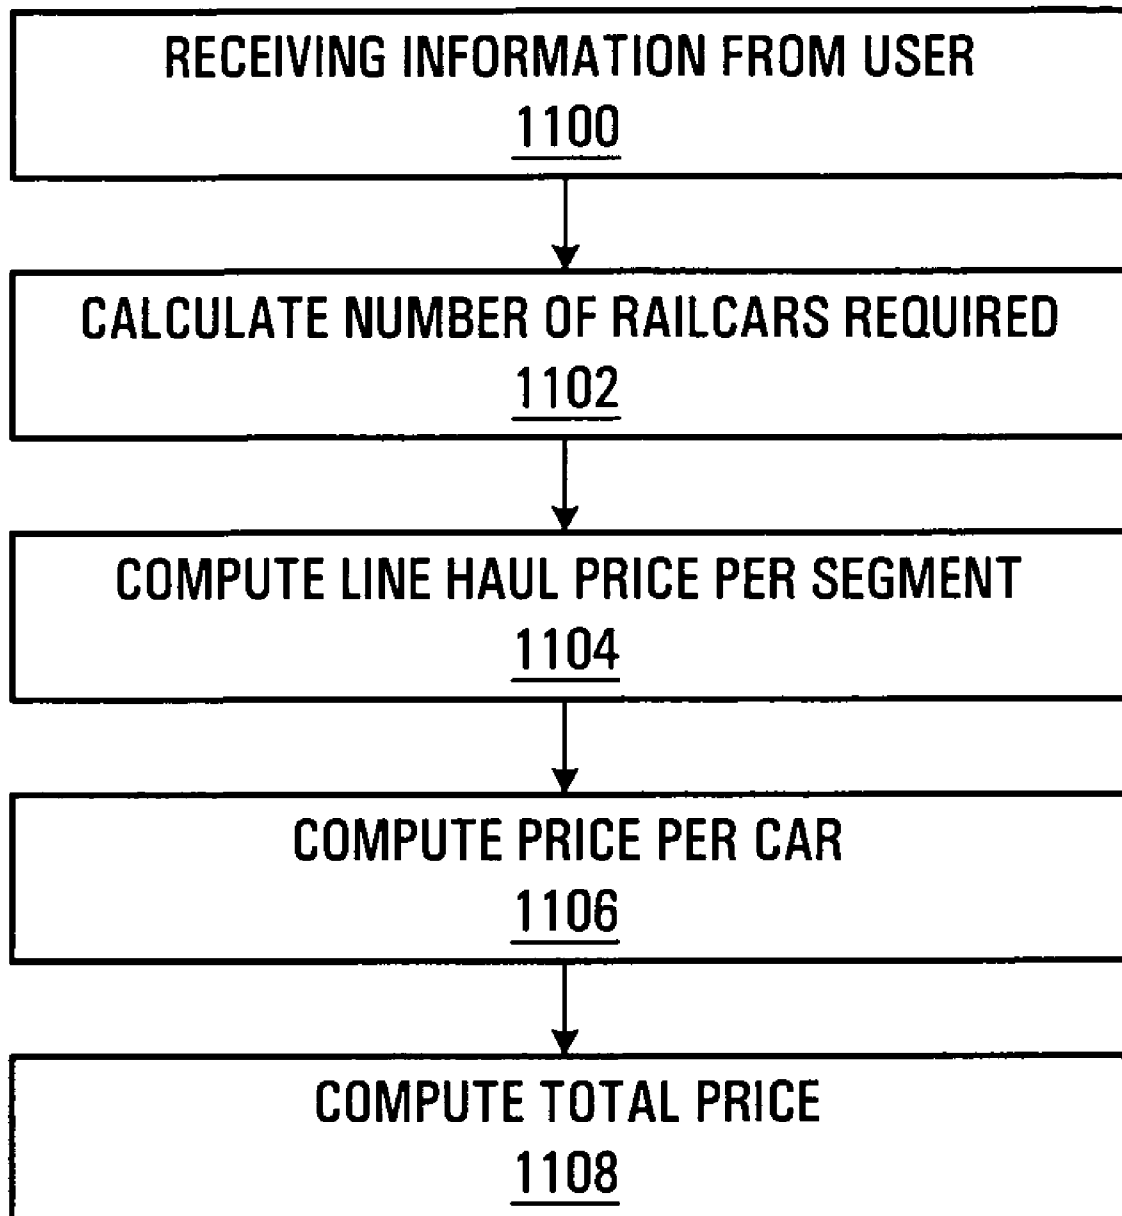 RECEIVING INFORMATION FROM USER
1100
CALCULATE NUMBER OF RAILCARS REQUIRED
1102
COMPUTE LINE HAUL PRICE PER SEGMENT
1104
COMPUTE PRICE PER CAR
1106
COMPUTE TOTAL PRICE
1108